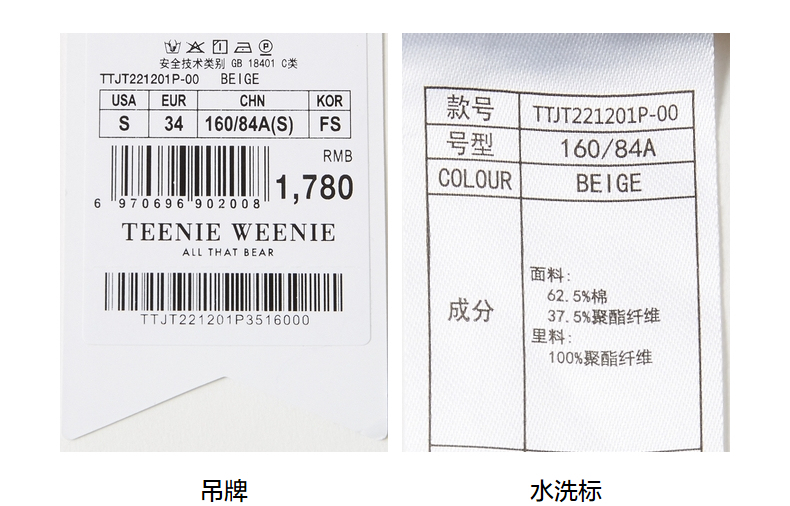 安全技术类别 GB 18401 C类
TTJT221201P-00 BEIGE
USA EUR CHN KOR
S 34 160/84A(S) FS
RMB
1,780
6 970696 902008
TEENIE WEENIE
ALL THAT BEAR
TTJT221201P3516000
吊牌
款号 TTJT221201P-00
号型 160/84A
COLOUR BEIGE
成分
面料:
62.5%棉
37.5%聚酯纤维
里料:
100%聚酯纤维
水洗标